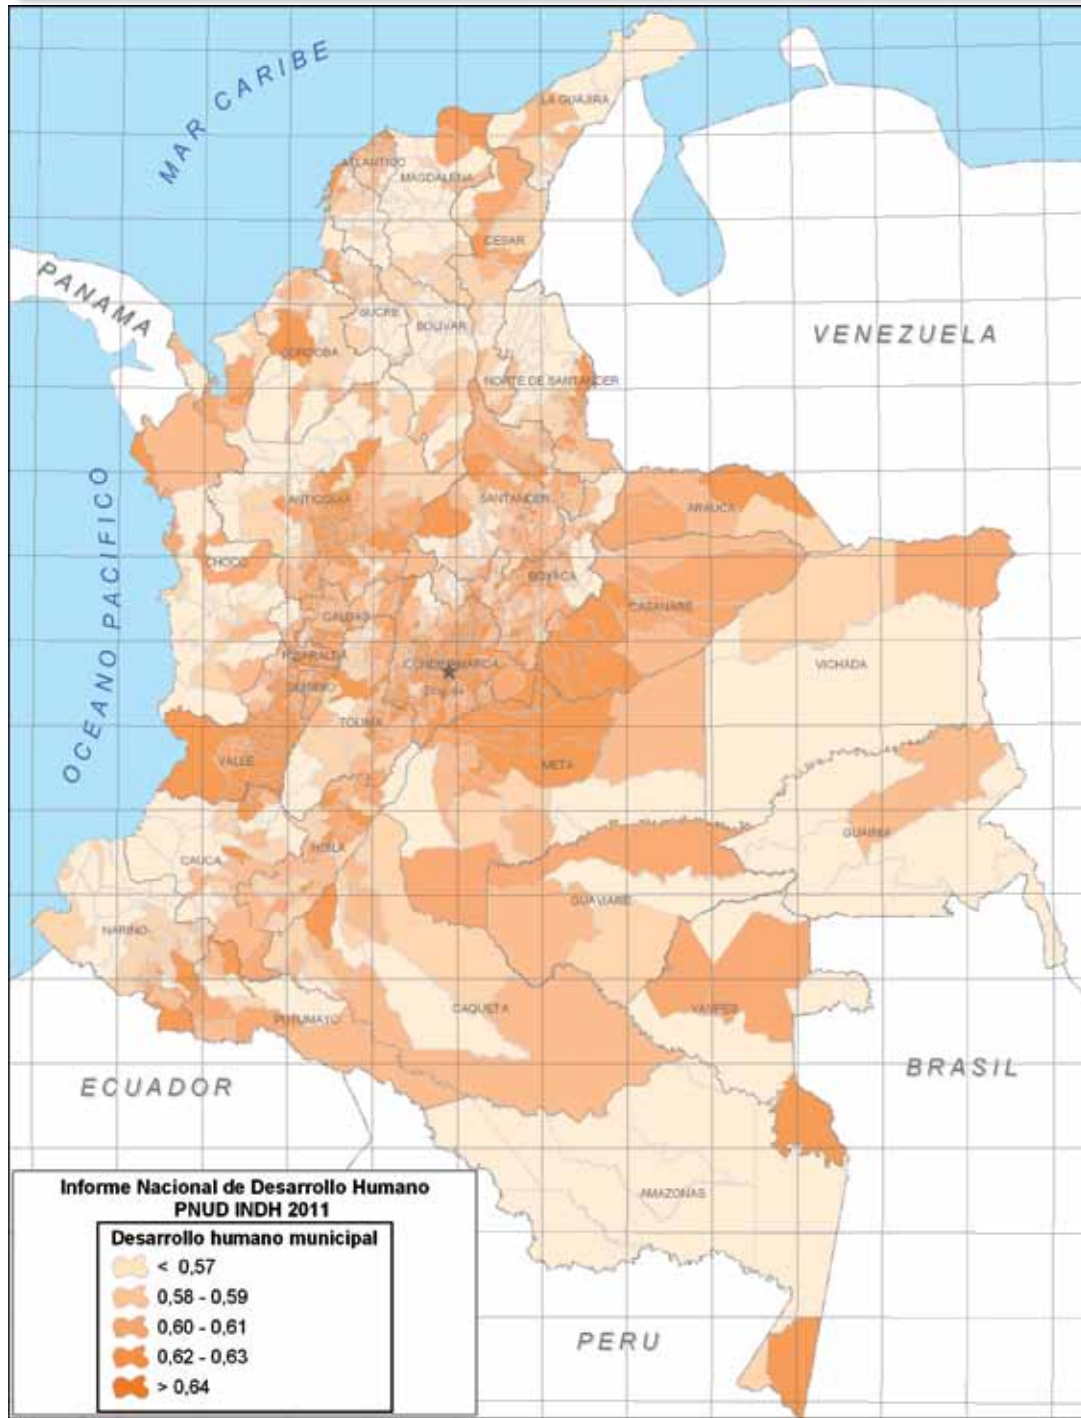 MAR CARIBE
LA GUAJIRA
ATLANTICO
MAGDALENA
CESAR
PANAMA
SUCRE
BOLIVAR
VENEZUELA
CORDOBA
NORTE DE SANTANDER
OCEANO PACIFICO
ANTIOQUIA
SANTANDER
ARAUCA
CHOCO
BOYACA
CASANARE
CALDAS
RISARALDA
CUNDINAMARCA
VICHADA
TOLIMA
VALLE
META
GUAINIA
CAUCA
HUILA
GUAVIARE
NARIÑO
CAQUETA
VAUPES
PUTUMAYO
ECUADOR
BRASIL
AMAZONAS
PERU
Informe Nacional de Desarrollo Humano
PNUD INDH 2011
Desarrollo humano municipal
< 0,57
0,58 - 0,59
0,60 - 0,61
0,62 - 0,63
> 0,64